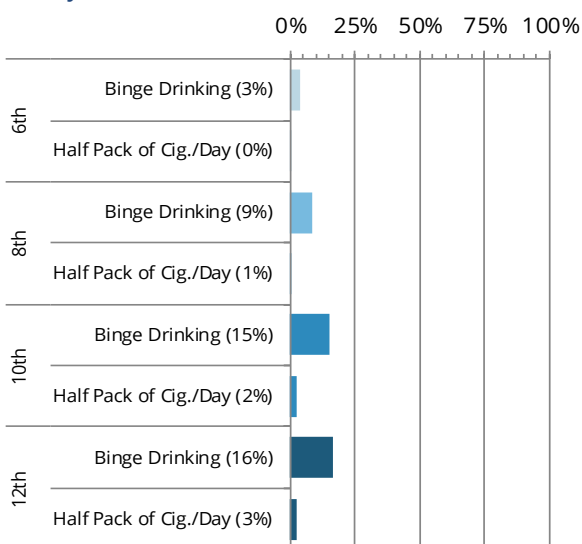 0% 25% 50% 75% 100%
6th
Binge Drinking (3%)
Half Pack of Cig./Day (0%)
8th
Binge Drinking (9%)
Half Pack of Cig./Day (1%)
10th
Binge Drinking (15%)
Half Pack of Cig./Day (2%)
12th
Binge Drinking (16%)
Half Pack of Cig./Day (3%)